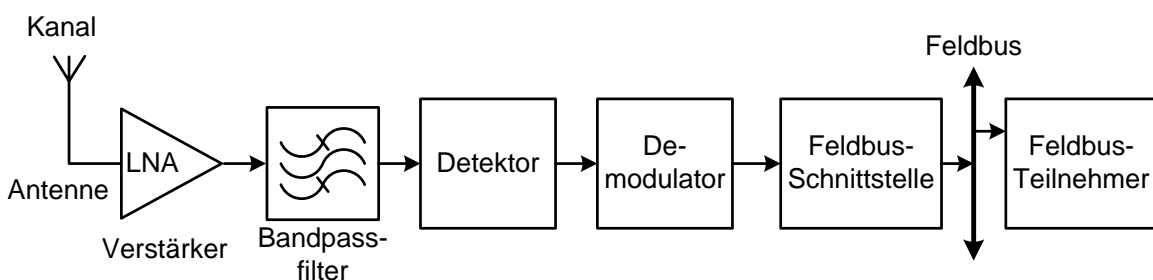 Kanal
Antenne
LNA
Verstärker
Bandpass-
filter
Detektor
De-
modulator
Feldbus-
Schnittstelle
Feldbus
Feldbus-
Teilnehmer